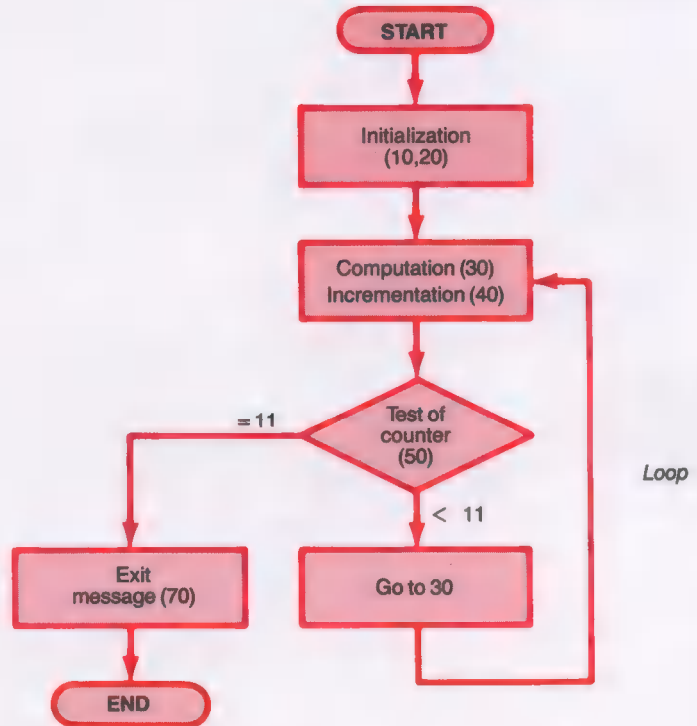 START
Initialization
(10,20)
Computation (30)
Incrementation (40)
Test of
counter
(50)
= 11
Loop
< 11
Exit
message (70)
Go to 30
END